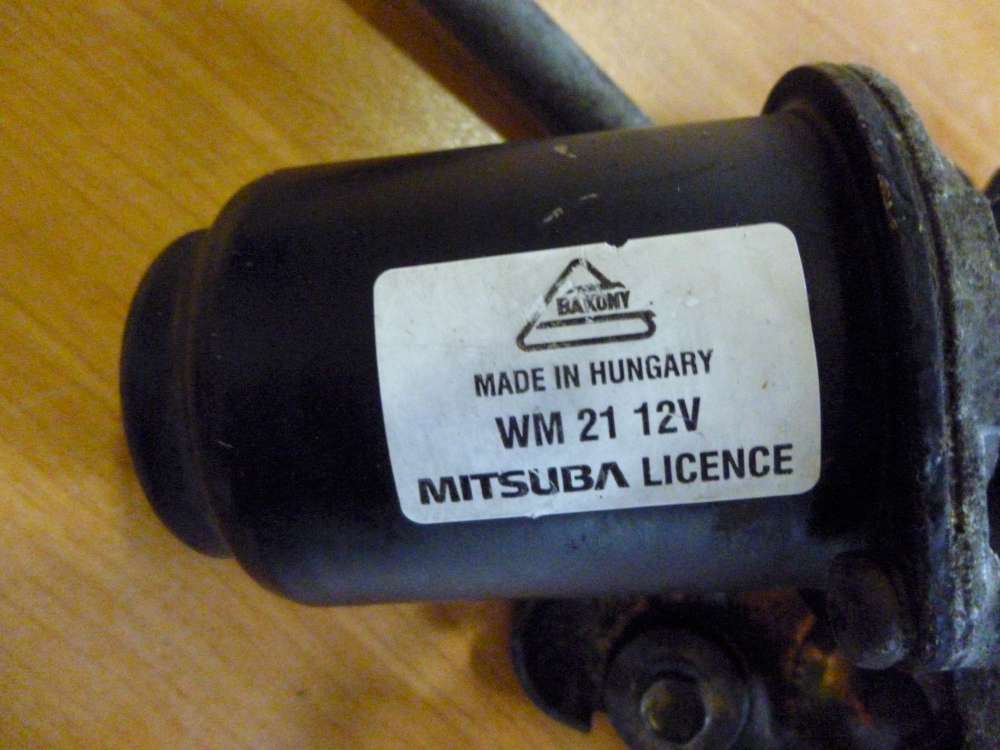 BAKONY
MADE IN HUNGARY
WM 21 12V
MITSUBA LICENCE